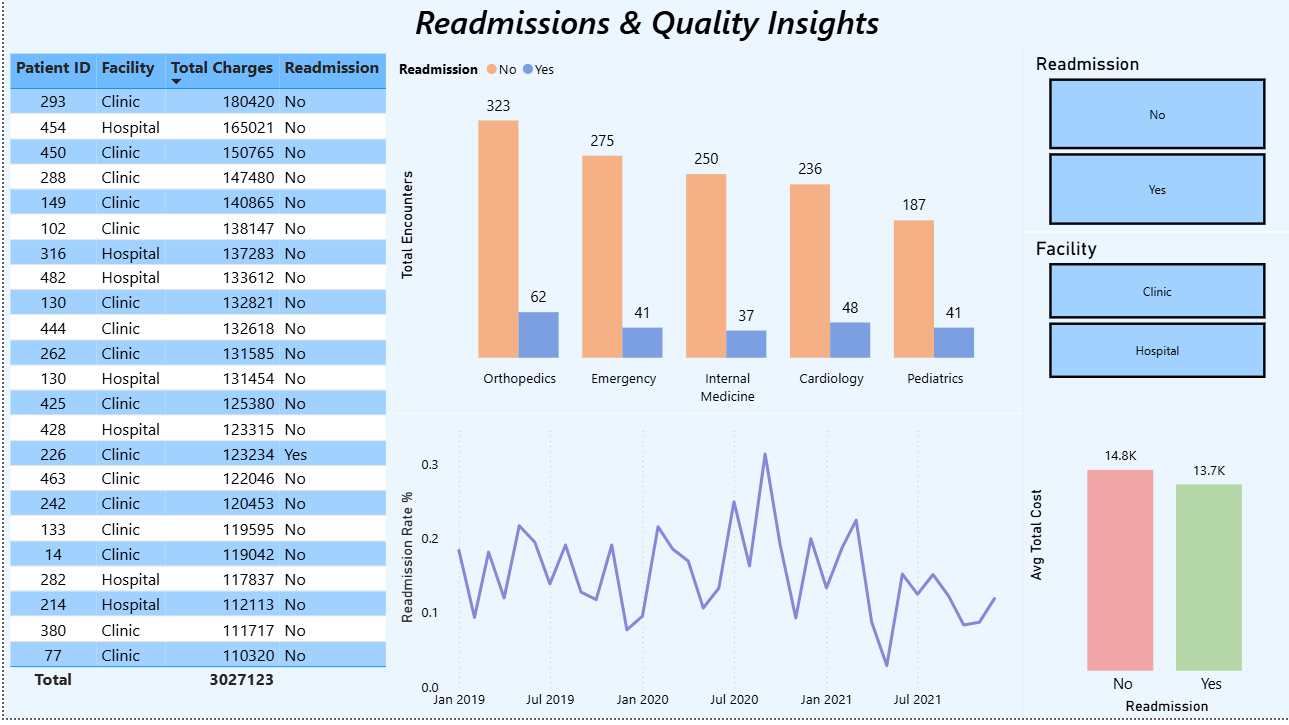 Readmissions & Quality Insights
Patient ID Facility Total Charges Readmission
293 Clinic 180420 No
454 Hospital 165021 No
450 Clinic 150765 No
288 Clinic 147480 No
149 Clinic 140865 No
102 Clinic 138147 No
316 Hospital 137283 No
482 Hospital 133612 No
130 Clinic 132821 No
444 Clinic 132618 No
262 Clinic 131585 No
130 Hospital 131454 No
425 Clinic 125380 No
428 Hospital 123315 No
226 Clinic 123234 Yes
463 Clinic 122046 No
242 Clinic 120453 No
133 Clinic 119595 No
14 Clinic 119042 No
282 Hospital 117837 No
214 Hospital 112113 No
380 Clinic 111717 No
77 Clinic 110320 No
Total 3027123
Readmission No Yes
Total Encounters
323 62
275 41
250 37
236 48
187 41
Orthopedics Emergency Internal Medicine Cardiology Pediatrics
Readmission Rate %
0.3
0.2
0.1
0.0
Jan 2019 Jul 2019 Jan 2020 Jul 2020 Jan 2021 Jul 2021
Readmission
No
Yes
Facility
Clinic
Hospital
Avg Total Cost
14.8K 13.7K
No Yes
Readmission